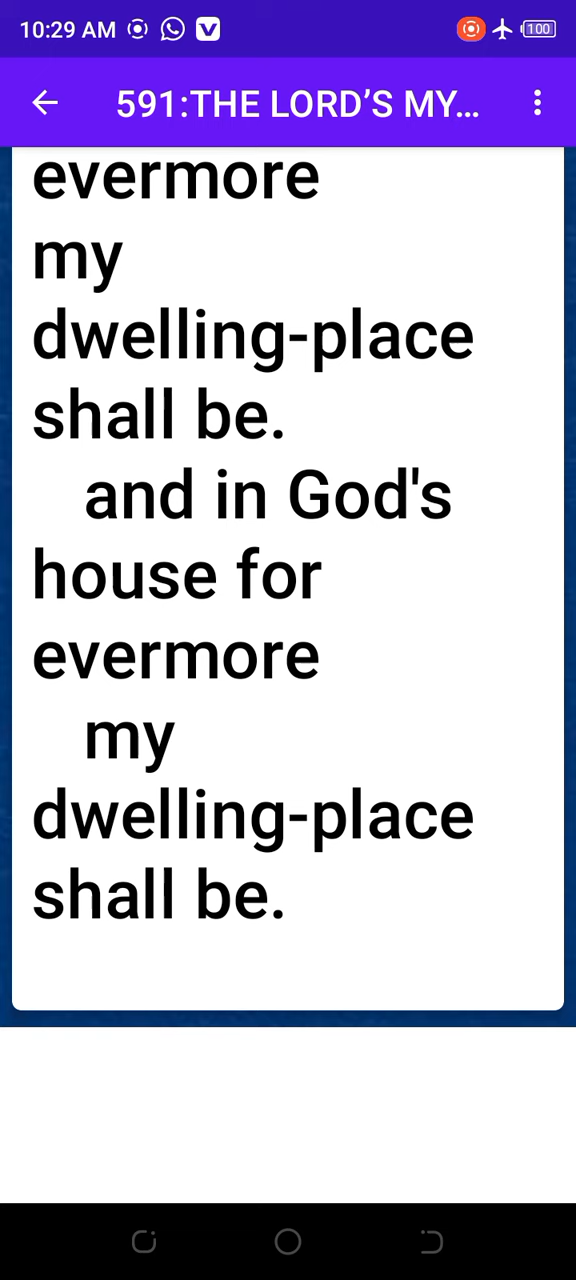 10:29 AM
100
591:THE LORD’S MY...
evermore
my
dwelling-place
shall be.
and in God's
house for
evermore
my
dwelling-place
shall be.